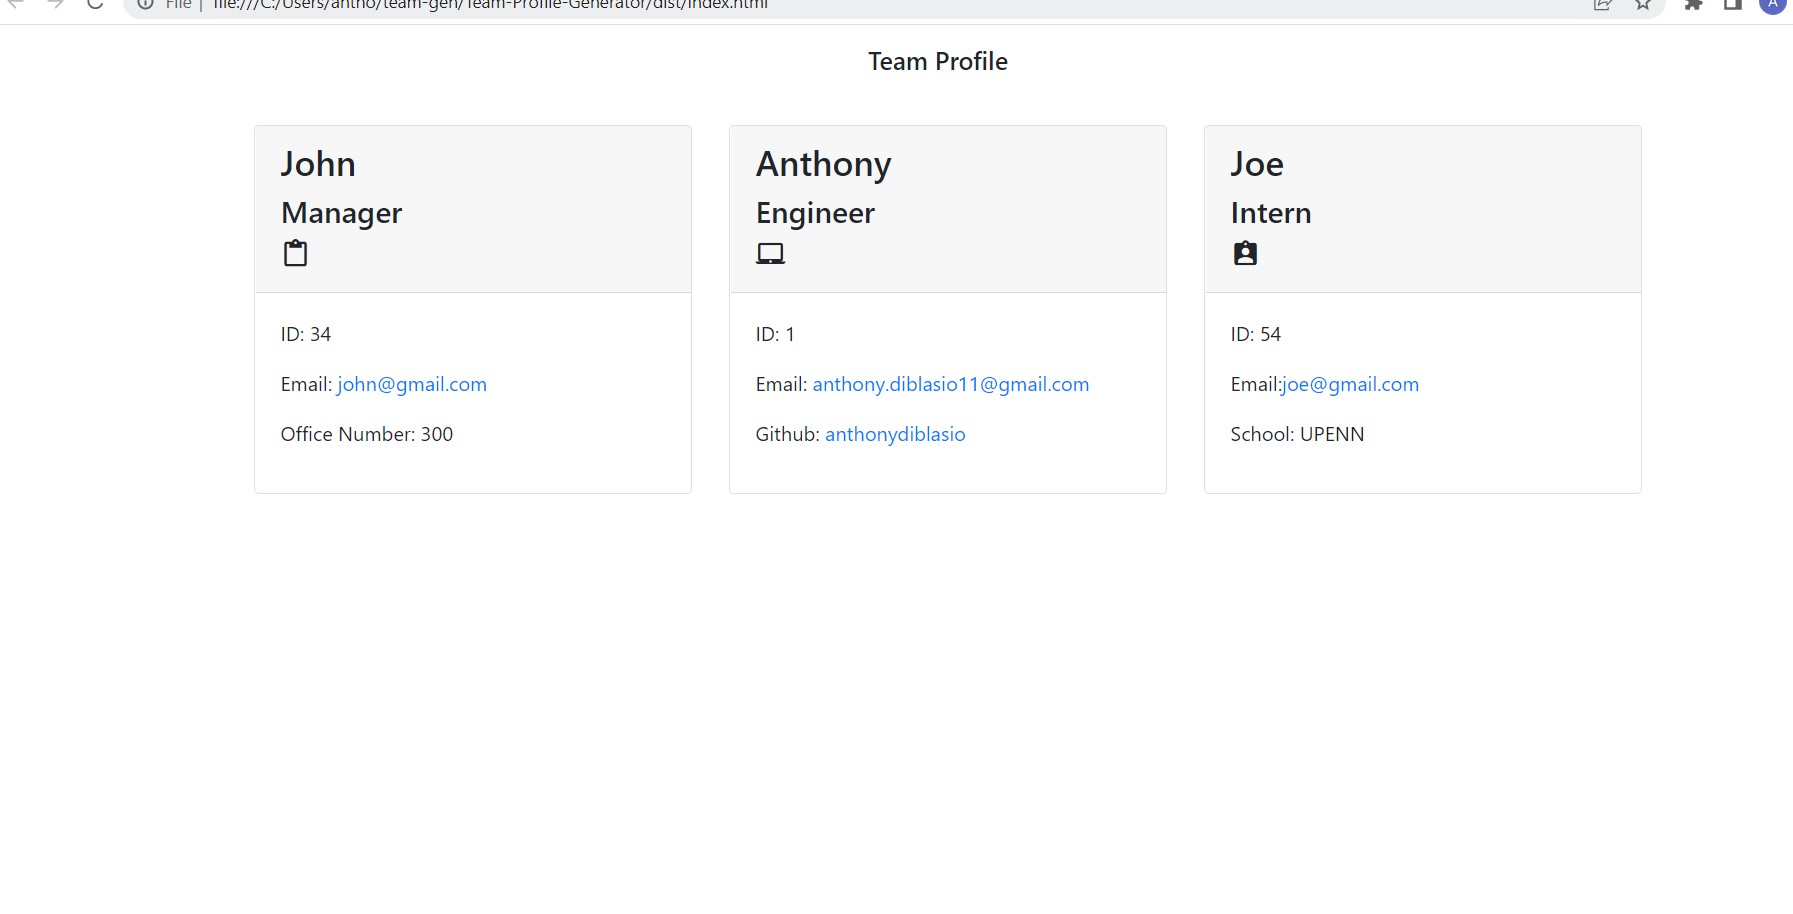 File | file:///C:/Users/antho/team-gen/Team-Profile-Generator/dist/index.html
A
Team Profile
John
Manager
ID: 34
Email: john@gmail.com
Office Number: 300
Anthony
Engineer
ID: 1
Email: anthony.diblasio11@gmail.com
Github: anthonydiblasio
Joe
Intern
ID: 54
Email:joe@gmail.com
School: UPENN